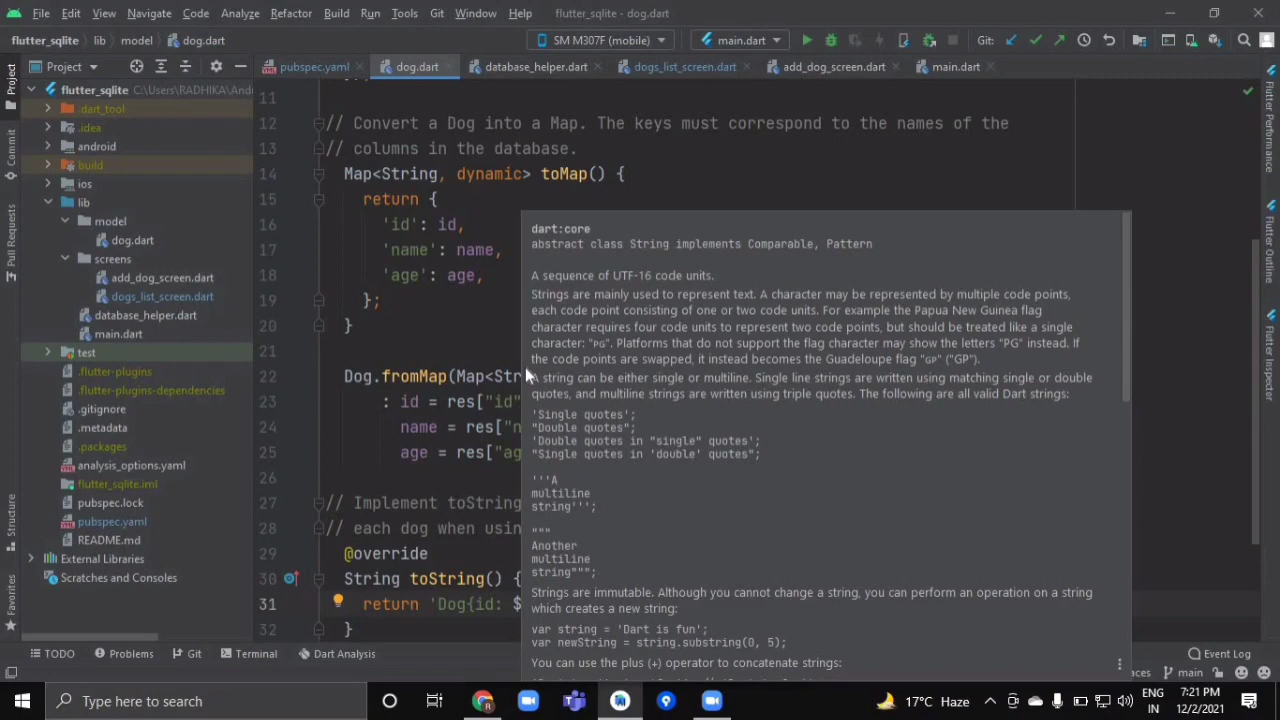 File Edit View Navigate Code Analyze Refactor Build Run Tools Git Window Help flutter_sqlite - dog.dart
flutter_sqlite lib model dog.dart SM M307F (mobile) main.dart Git:
Project pubspec.yaml dog.dart database_helper.dart dogs_list_screen.dart add_dog_screen.dart main.dart
Project
Commit
Pull Requests
Structure
Favorites
flutter_sqlite C:\Users\RADHIKA\And
.dart_tool
.idea
android
build
ios
lib
model
dog.dart
screens
add_dog_screen.dart
dogs_list_screen.dart
database_helper.dart
main.dart
test
.flutter-plugins
.flutter-plugins-dependencies
.gitignore
.metadata
.packages
analysis_options.yaml
flutter_sqlite.iml
pubspec.lock
pubspec.yaml
README.md
External Libraries
Scratches and Consoles
11
12 // Convert a Dog into a Map. The keys must correspond to the names of the
13 // columns in the database.
14 Map<String, dynamic> toMap() {
15 return {
16 'id': id,
17 'name': name,
18 'age': age,
19 };
20 }
21
22 Dog.fromMap(Map<Str
23 : id = res["id"
24 name = res["n
25 age = res["ag
26
27 // Implement toString
28 // each dog when usin
29 @override
30 String toString() {
31 return 'Dog{id: $
32 }
dart:core
abstract class String implements Comparable, Pattern
A sequence of UTF-16 code units.
Strings are mainly used to represent text. A character may be represented by multiple code points,
each code point consisting of one or two code units. For example the Papua New Guinea flag
character requires four code units to represent two code points, but should be treated like a single
character: "PG". Platforms that do not support the flag character may show the letters "PG" instead. If
the code points are swapped, it instead becomes the Guadeloupe flag "GP" ("GP").
A string can be either single or multiline. Single line strings are written using matching single or double
quotes, and multiline strings are written using triple quotes. The following are all valid Dart strings:
'Single quotes';
"Double quotes";
'Double quotes in "single" quotes';
"Single quotes in 'double' quotes";
'''A
multiline
string''';
"""
Another
multiline
string""";
Strings are immutable. Although you cannot change a string, you can perform an operation on a string
which creates a new string:
var string = 'Dart is fun';
var newString = string.substring(0, 5);
You can use the plus (+) operator to concatenate strings:
Flutter Performance
Flutter Outline
Flutter Inspector
TODO Problems Git Terminal Dart Analysis Event Log
aces main
Type here to search
17°C Haze
ENG
IN
7:21 PM
12/2/2021